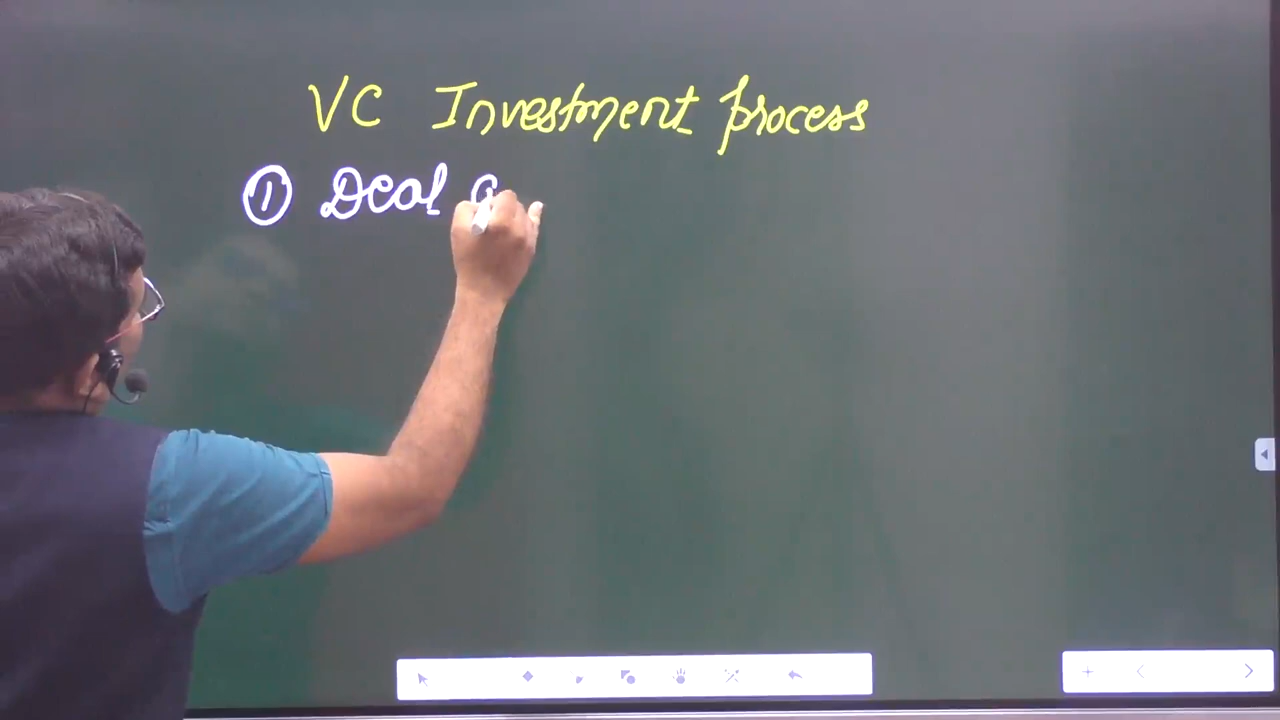 VC Investment process
① Deal